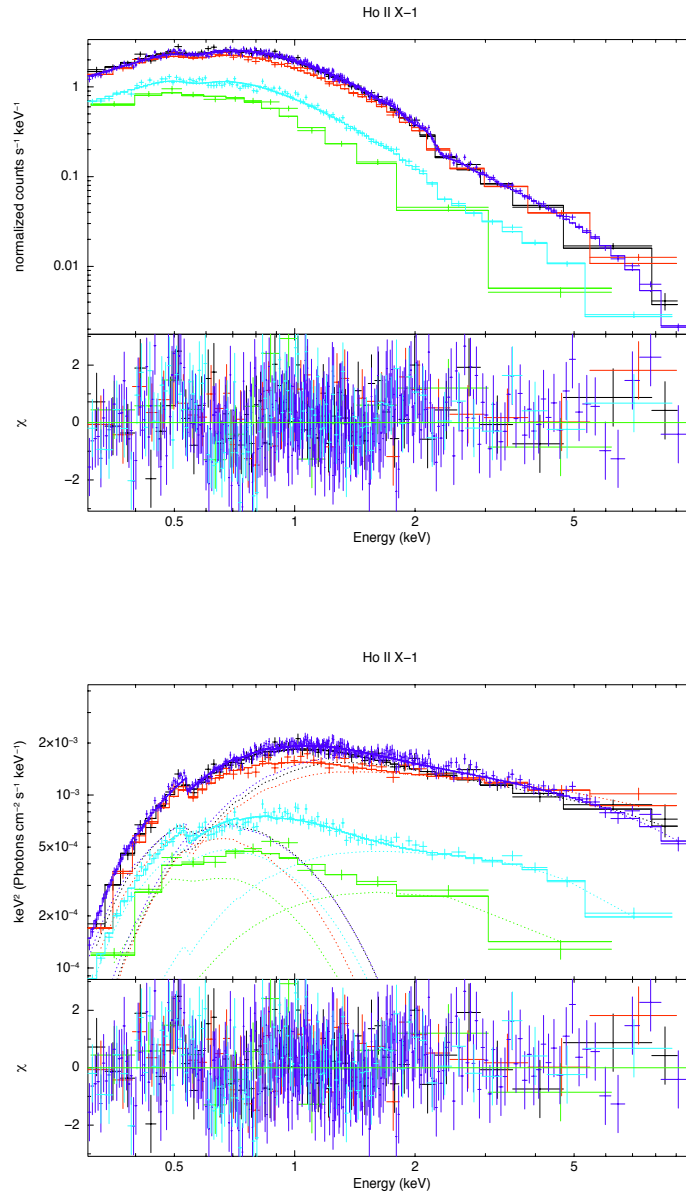 Ho II X−1
normalized counts s⁻¹ keV⁻¹
1
0.1
0.01
χ
2
0
−2
0.5
1
2
5
Energy (keV)
Ho II X−1
keV² (Photons cm⁻² s⁻¹ keV⁻¹)
2×10⁻³
10⁻³
5×10⁻⁴
2×10⁻⁴
10⁻⁴
χ
2
0
−2
0.5
1
2
5
Energy (keV)